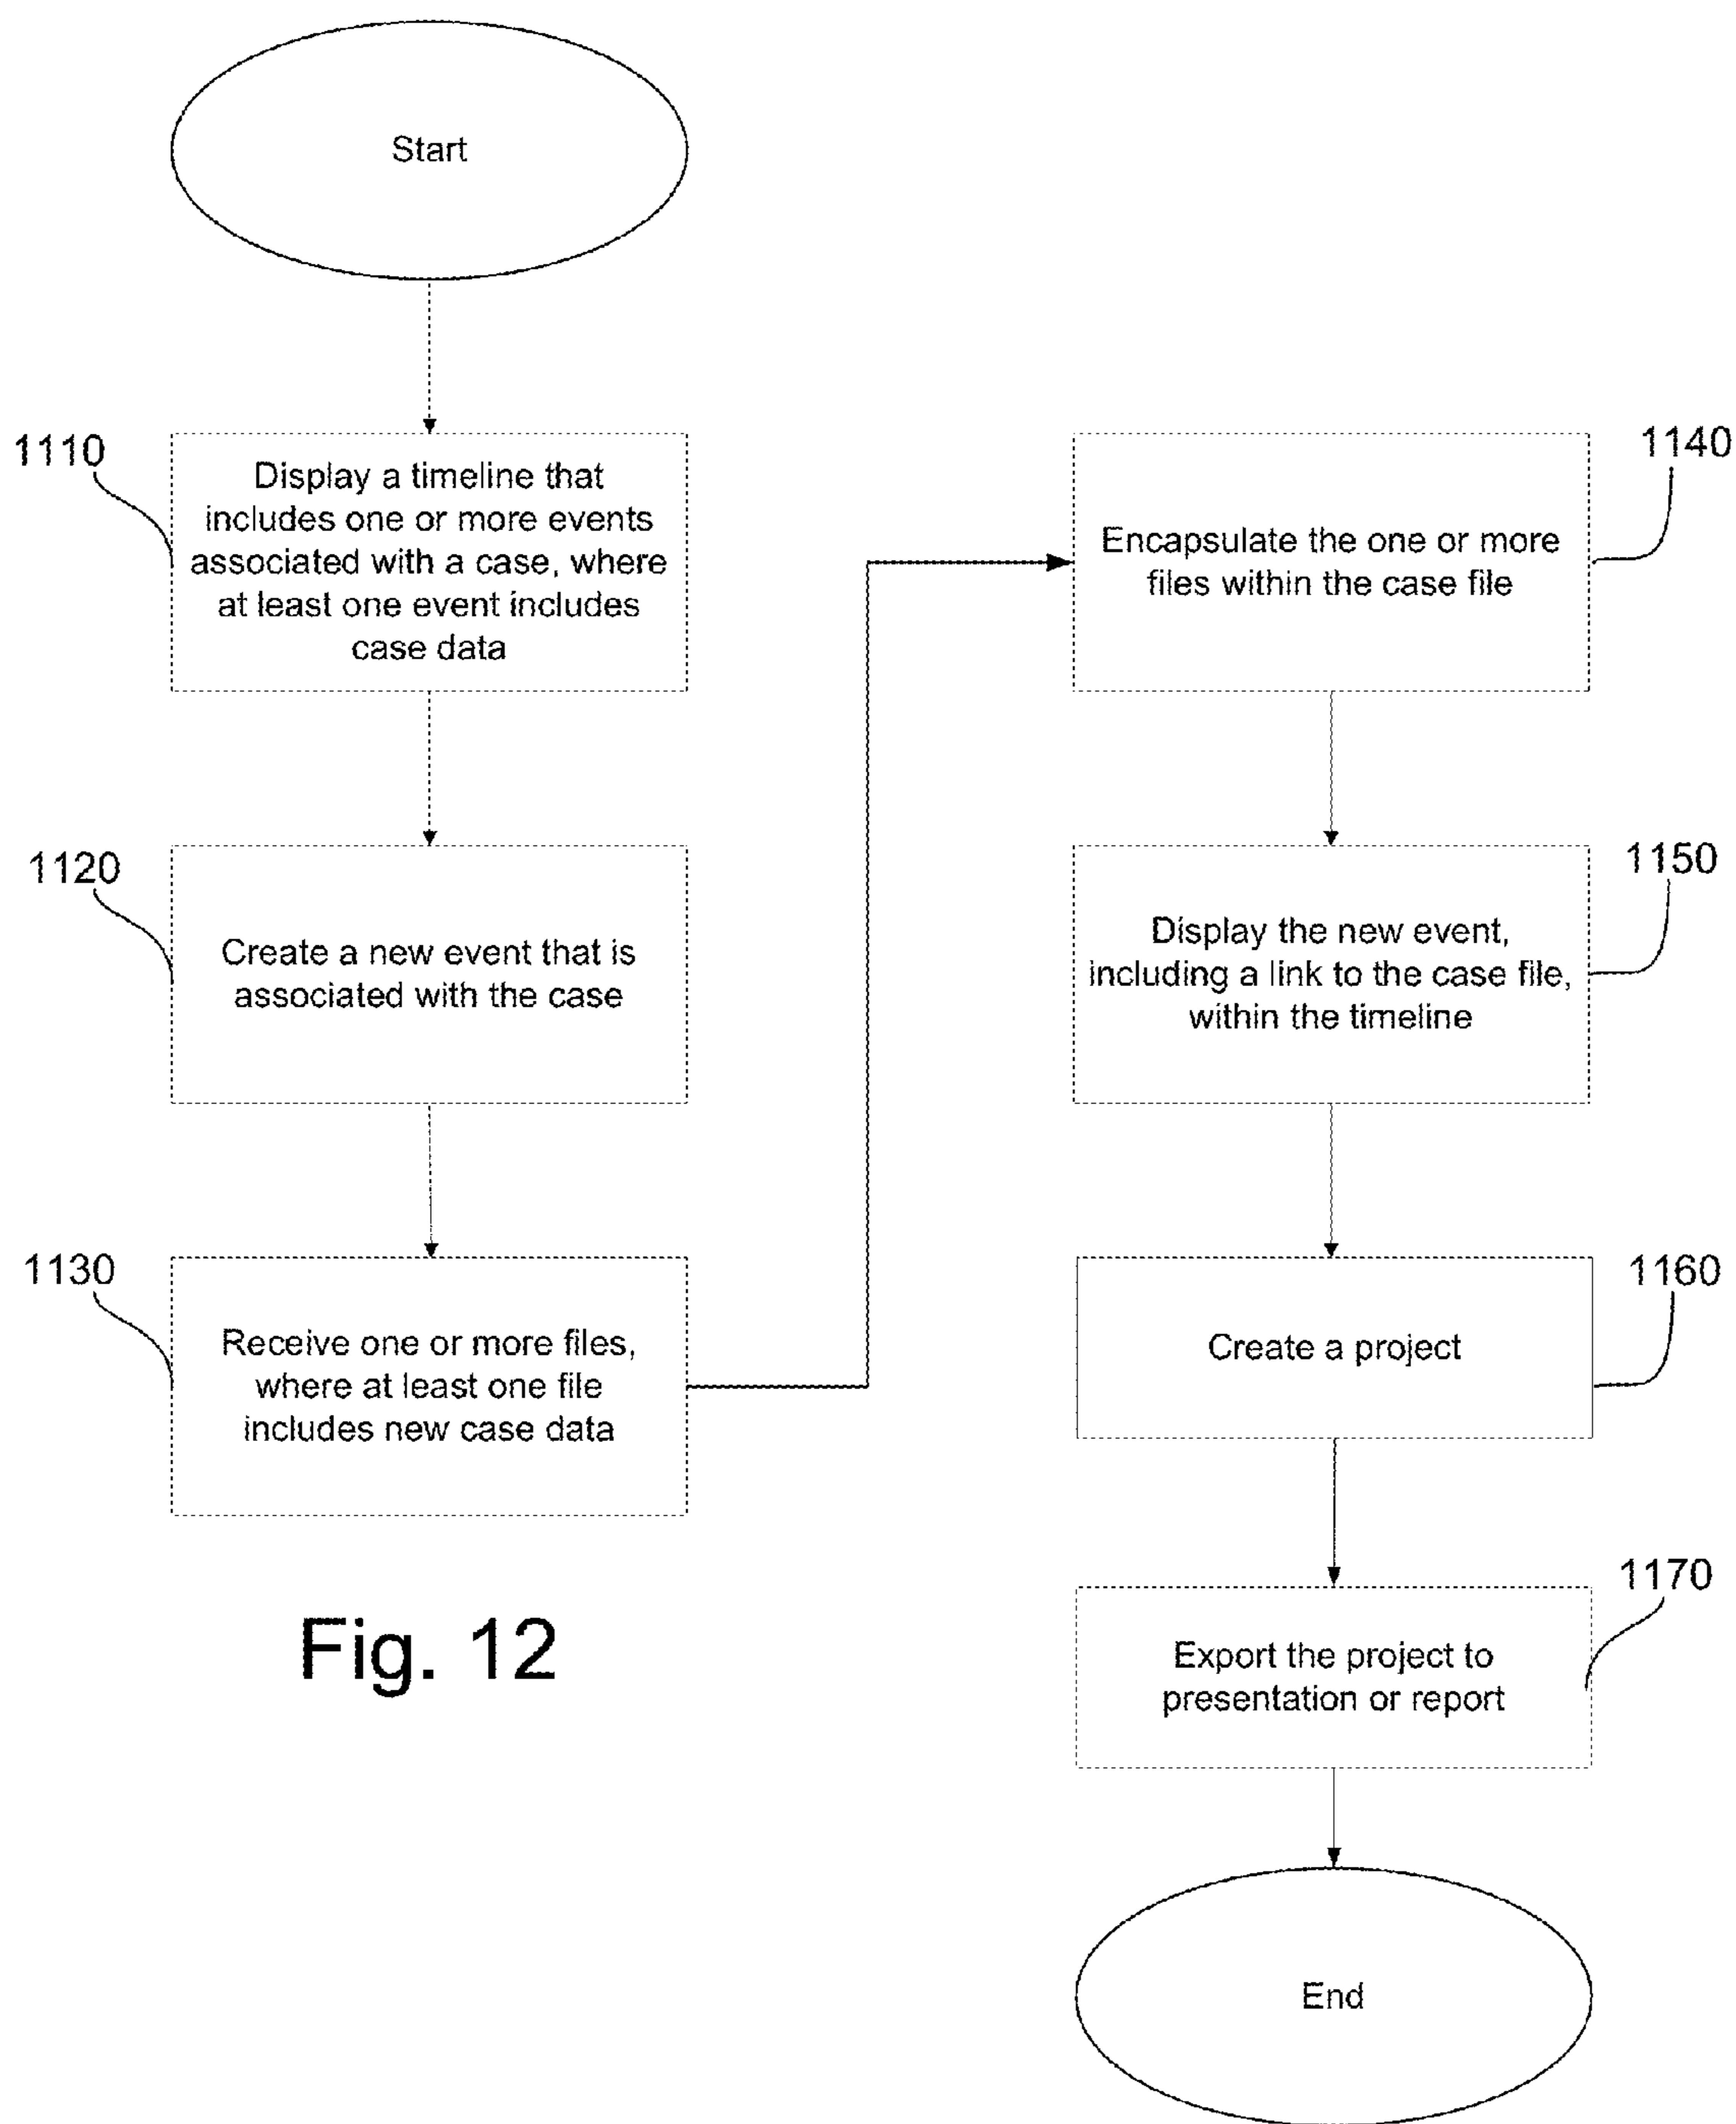 Start
1110
Display a timeline that
includes one or more events
associated with a case, where
at least one event includes
case data
1120
Create a new event that is
associated with the case
1130
Receive one or more files,
where at least one file
includes new case data
1140
Encapsulate the one or more
files within the case file
1150
Display the new event,
including a link to the case file,
within the timeline
1160
Create a project
1170
Export the project to
presentation or report
End
Fig. 12